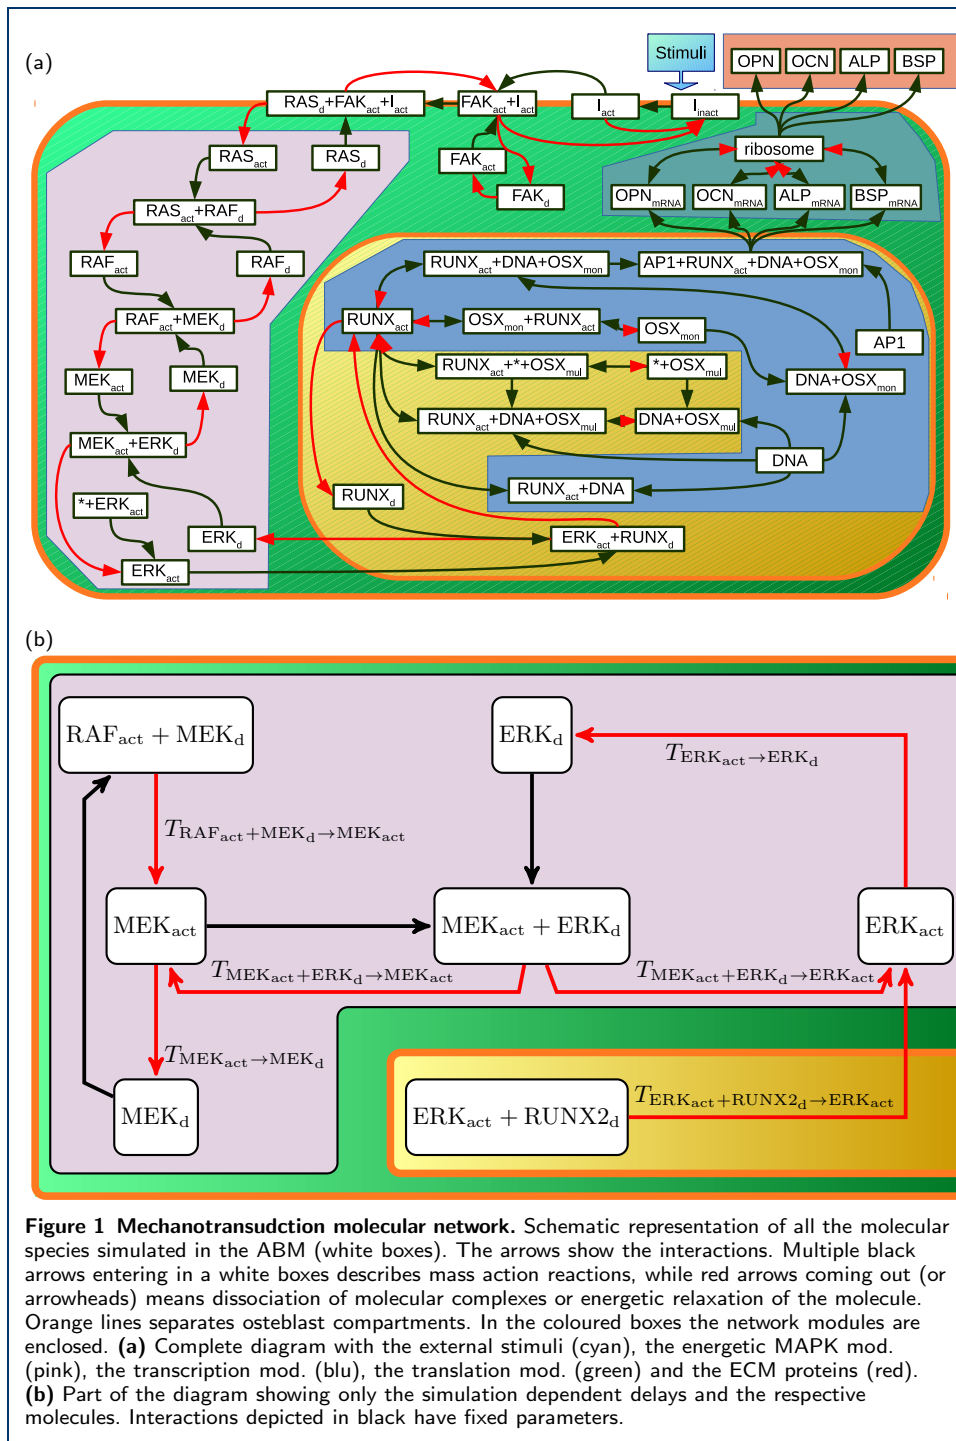 (a)
Stimuli
OPN OCN ALP BSP
RAS_d+FAK_act+I_act FAK_act+I_act I_act I_inact
RAS_act RAS_d FAK_act ribosome
FAK_d OPN_mRNA OCN_mRNA ALP_mRNA BSP_mRNA
RAS_act+RAF_d
RAF_act RAF_d RUNX_act+DNA+OSX_mon AP1+RUNX_act+DNA+OSX_mon
RAF_act+MEK_d RUNX_act OSX_mon+RUNX_act OSX_mon AP1
MEK_act MEK_d RUNX_act+*+OSX_mul *+OSX_mul DNA+OSX_mon
MEK_act+ERK_d RUNX_act+DNA+OSX_mul DNA+OSX_mul
DNA
*+ERK_act RUNX_d RUNX_act+DNA
ERK_d ERK_act+RUNX_d
ERK_act
(b)
RAF_act + MEK_d ERK_d
T_ERK_act→ERK_d
T_RAF_act+MEK_d→MEK_act
MEK_act MEK_act + ERK_d ERK_act
T_MEK_act+ERK_d→MEK_act T_MEK_act+ERK_d→ERK_act
T_MEK_act→MEK_d
MEK_d ERK_act + RUNX2_d T_ERK_act+RUNX2_d→ERK_act
Figure 1 Mechanotransudction molecular network. Schematic representation of all the molecular
species simulated in the ABM (white boxes). The arrows show the interactions. Multiple black
arrows entering in a white boxes describes mass action reactions, while red arrows coming out (or
arrowheads) means dissociation of molecular complexes or energetic relaxation of the molecule.
Orange lines separates osteblast compartments. In the coloured boxes the network modules are
enclosed. (a) Complete diagram with the external stimuli (cyan), the energetic MAPK mod.
(pink), the transcription mod. (blu), the translation mod. (green) and the ECM proteins (red).
(b) Part of the diagram showing only the simulation dependent delays and the respective
molecules. Interactions depicted in black have fixed parameters.